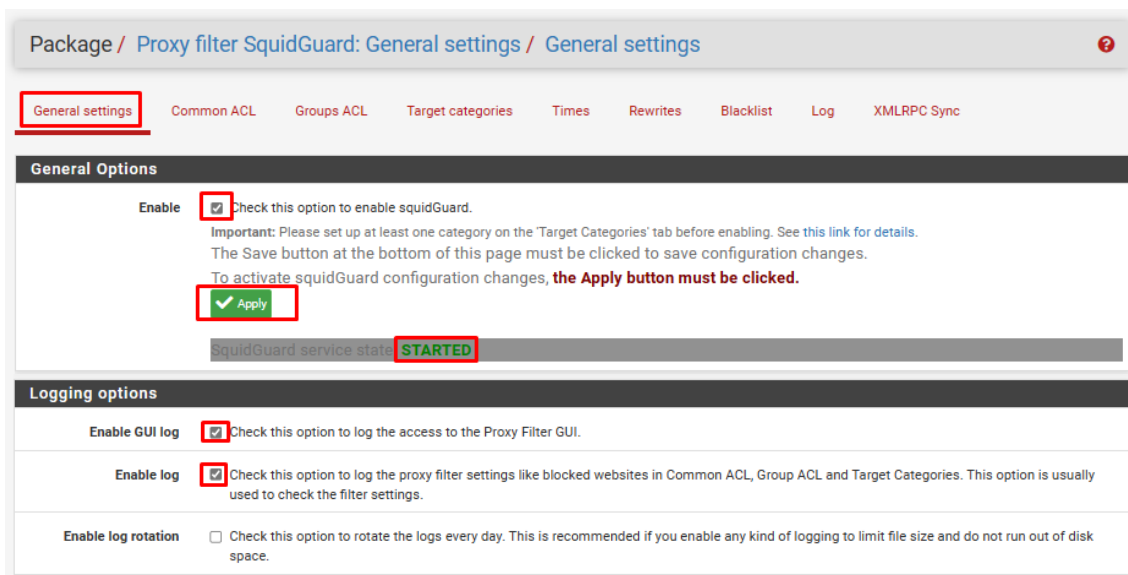 Package / Proxy filter SquidGuard: General settings / General settings
General settings Common ACL Groups ACL Target categories Times Rewrites Blacklist Log XMLRPC Sync
General Options
Enable Check this option to enable squidGuard.
Important: Please set up at least one category on the 'Target Categories' tab before enabling. See this link for details.
The Save button at the bottom of this page must be clicked to save configuration changes.
To activate squidGuard configuration changes, the Apply button must be clicked.
Apply
SquidGuard service state STARTED
Logging options
Enable GUI log Check this option to log the access to the Proxy Filter GUI.
Enable log Check this option to log the proxy filter settings like blocked websites in Common ACL, Group ACL and Target Categories. This option is usually
used to check the filter settings.
Enable log rotation Check this option to rotate the logs every day. This is recommended if you enable any kind of logging to limit file size and do not run out of disk
space.